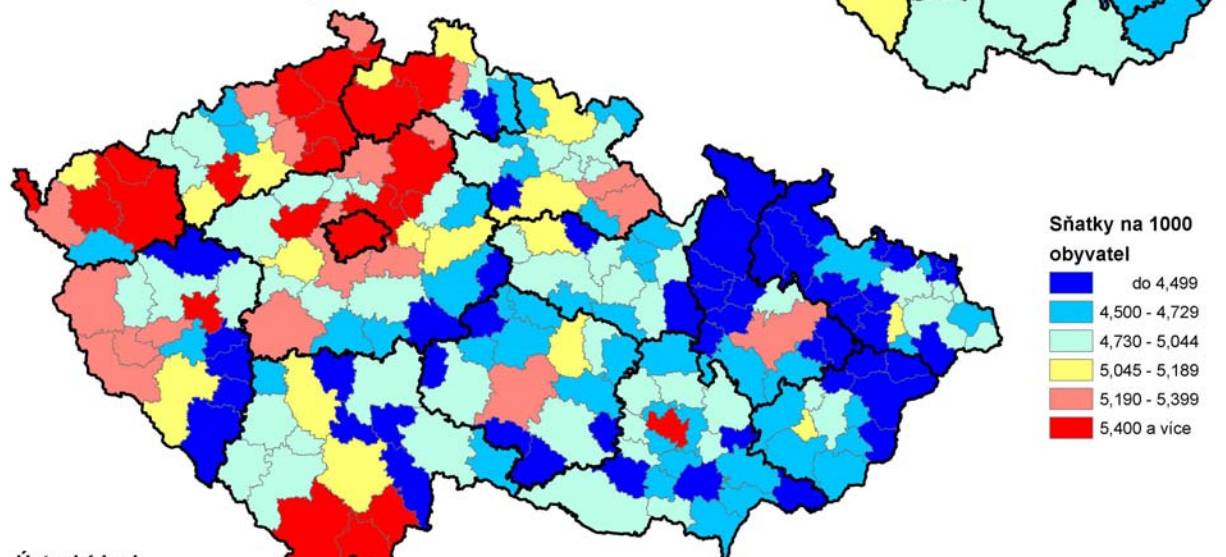 Sňatky na 1000
obyvatel
do 4,499
4,500 - 4,729
4,730 - 5,044
5,045 - 5,189
5,190 - 5,399
5,400 a více